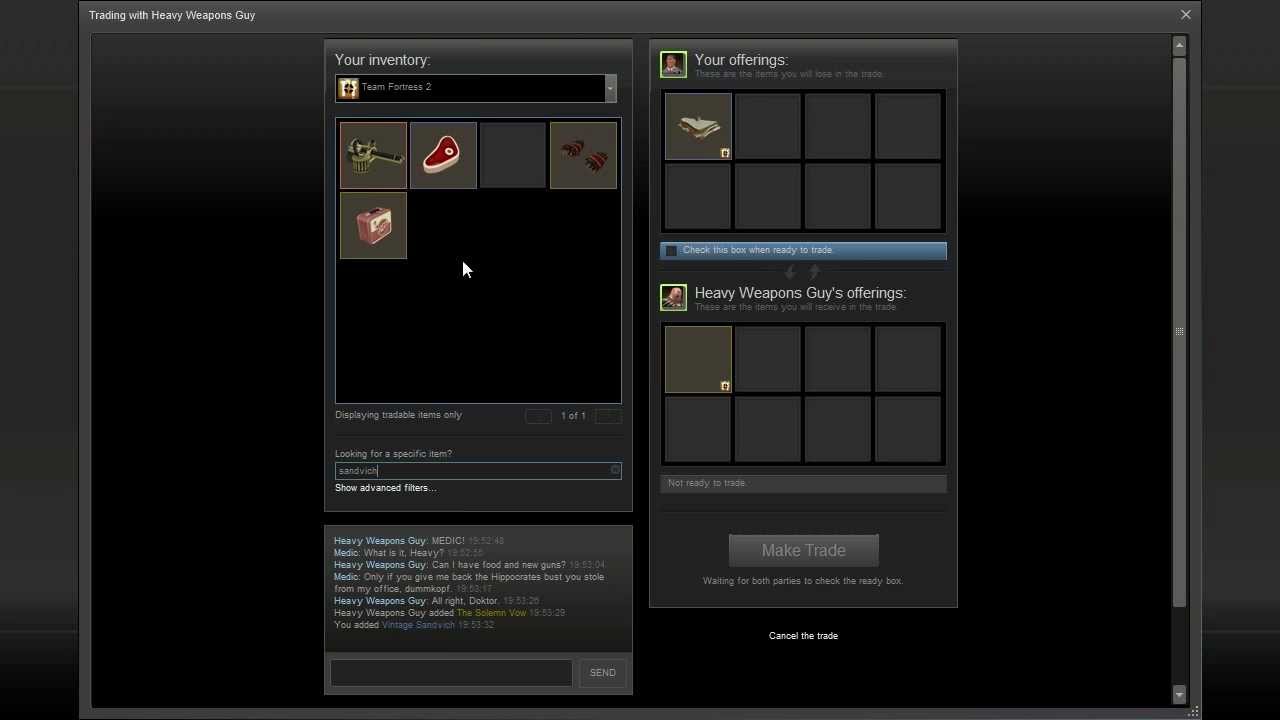 Trading with Heavy Weapons Guy
Your inventory:
Team Fortress 2
Displaying tradable items only
1 of 1
Looking for a specific item?
sandvich
Show advanced filters...
Heavy Weapons Guy: MEDIC! 19:52:48
Medic: What is it, Heavy? 19:52:55
Heavy Weapons Guy: Can I have food and new guns? 19:53:04
Medic: Only if you give me back the Hippocrates bust you stole
from my office, dummkopf. 19:53:17
Heavy Weapons Guy: All right, Doktor. 19:53:26
Heavy Weapons Guy added The Solemn Vow 19:53:29
You added Vintage Sandvich 19:53:32
SEND
Your offerings:
These are the items you will lose in the trade.
Check this box when ready to trade.
Heavy Weapons Guy's offerings:
These are the items you will receive in the trade.
Not ready to trade.
Make Trade
Waiting for both parties to check the ready box.
Cancel the trade